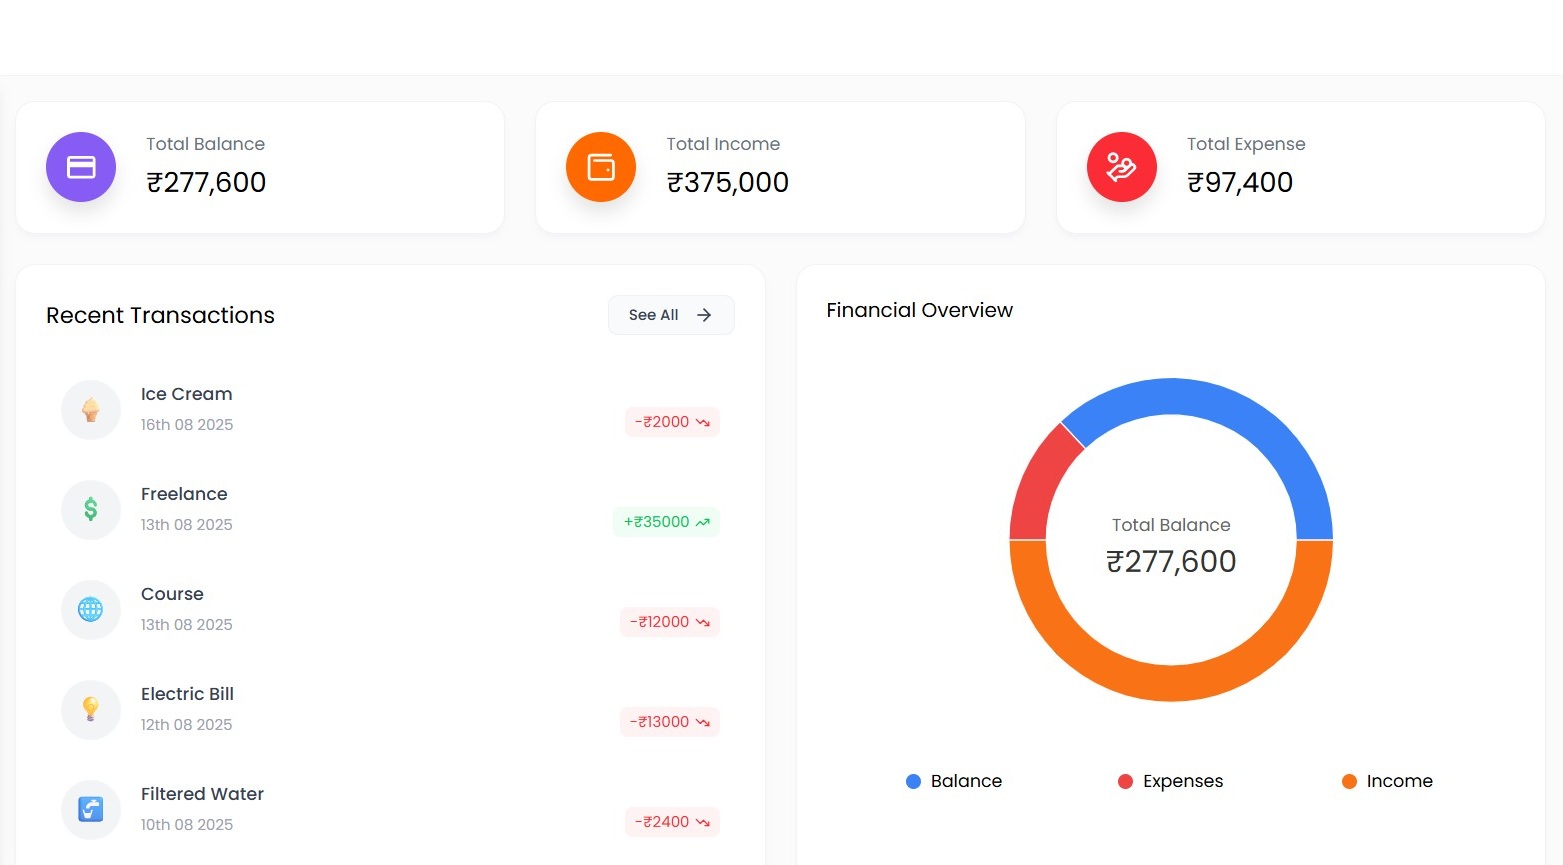 Total Balance
₹277,600
Total Income
₹375,000
Total Expense
₹97,400
Recent Transactions
See All
Ice Cream
16th 08 2025
-₹2000
Freelance
13th 08 2025
+₹35000
Course
13th 08 2025
-₹12000
Electric Bill
12th 08 2025
-₹13000
Filtered Water
10th 08 2025
-₹2400
Financial Overview
Total Balance
₹277,600
Balance
Expenses
Income